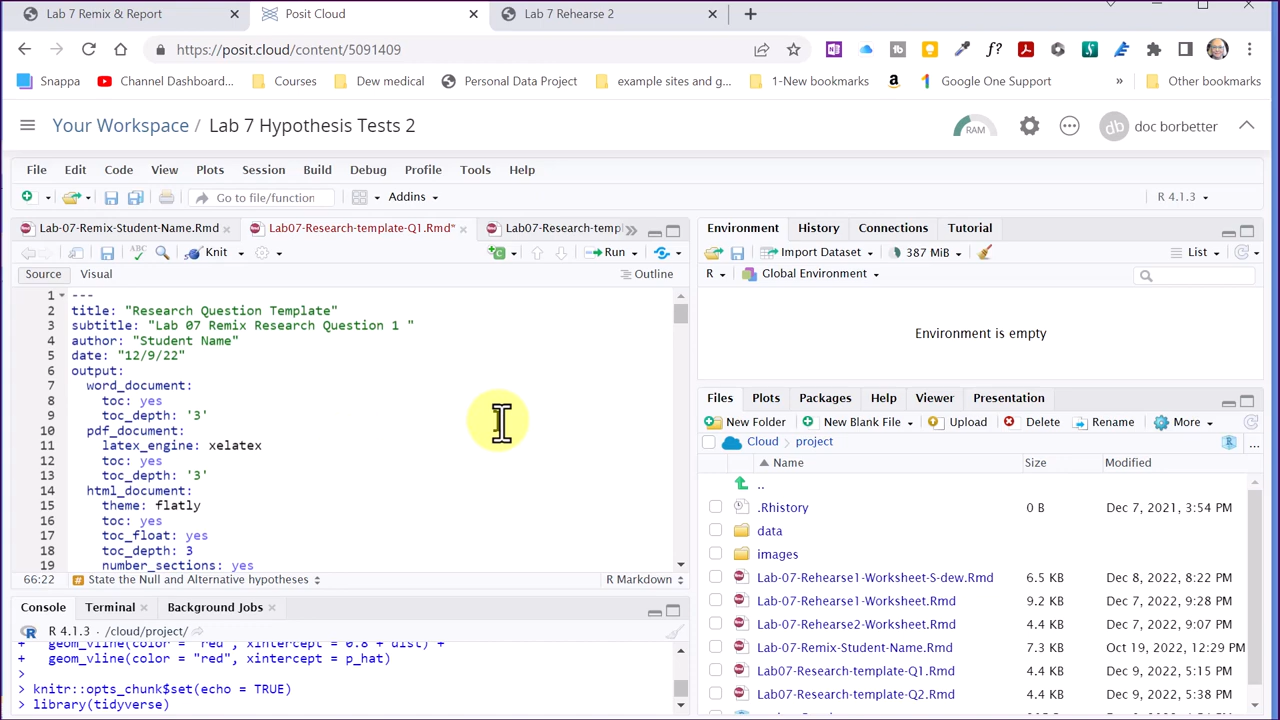 Lab 7 Remix & Report
Posit Cloud
Lab 7 Rehearse 2
https://posit.cloud/content/5091409
Snappa
Channel Dashboard...
Courses
Dew medical
Personal Data Project
example sites and g...
1-New bookmarks
Google One Support
»
Other bookmarks
Your Workspace / Lab 7 Hypothesis Tests 2
RAM
db
doc borbetter
File Edit Code View Plots Session Build Debug Profile Tools Help
Go to file/function
Addins
R 4.1.3
Lab-07-Remix-Student-Name.Rmd
Lab07-Research-template-Q1.Rmd*
Lab07-Research-templ
Knit
Run
Source Visual
Outline
1 ---
2 title: "Research Question Template"
3 subtitle: "Lab 07 Remix Research Question 1 "
4 author: "Student Name"
5 date: "12/9/22"
6 output:
7 word_document:
8 toc: yes
9 toc_depth: '3'
10 pdf_document:
11 latex_engine: xelatex
12 toc: yes
13 toc_depth: '3'
14 html_document:
15 theme: flatly
16 toc: yes
17 toc_float: yes
18 toc_depth: 3
19 number_sections: yes
66:22 # State the Null and Alternative hypotheses
R Markdown
Console Terminal Background Jobs
R 4.1.3 · /cloud/project/
+ geom_vline(color = "red", xintercept = 0.8 + dist) +
+ geom_vline(color = "red", xintercept = p_hat)
>
> knitr::opts_chunk$set(echo = TRUE)
> library(tidyverse)
Environment History Connections Tutorial
Import Dataset 387 MiB List
R Global Environment
Environment is empty
Files Plots Packages Help Viewer Presentation
New Folder New Blank File Upload Delete Rename More
Cloud project ...
Name Size Modified
..
.Rhistory 0 B Dec 7, 2021, 3:54 PM
data
images
Lab-07-Rehearse1-Worksheet-S-dew.Rmd 6.5 KB Dec 8, 2022, 8:22 PM
Lab-07-Rehearse1-Worksheet.Rmd 9.2 KB Dec 7, 2022, 9:28 PM
Lab-07-Rehearse2-Worksheet.Rmd 4.4 KB Dec 7, 2022, 9:07 PM
Lab-07-Remix-Student-Name.Rmd 7.3 KB Oct 19, 2022, 12:29 PM
Lab07-Research-template-Q1.Rmd 4.4 KB Dec 9, 2022, 5:15 PM
Lab07-Research-template-Q2.Rmd 4.4 KB Dec 9, 2022, 5:38 PM